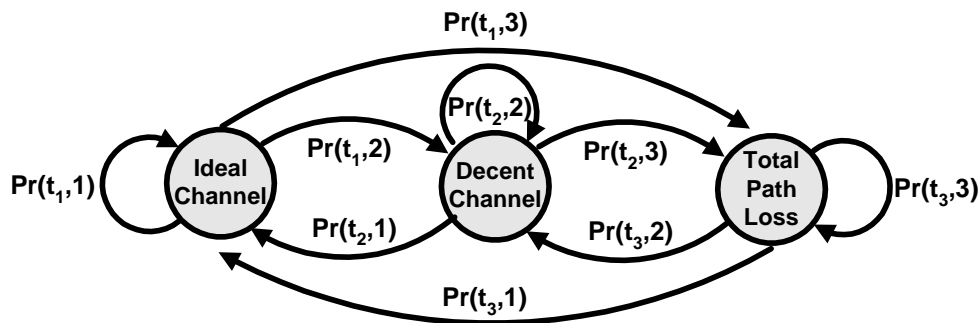 Pr(t₁,3)
Pr(t₂,2)
Pr(t₁,2)
Pr(t₂,3)
Ideal
Channel
Decent
Channel
Total
Path
Loss
Pr(t₁,1)
Pr(t₃,3)
Pr(t₂,1)
Pr(t₃,2)
Pr(t₃,1)